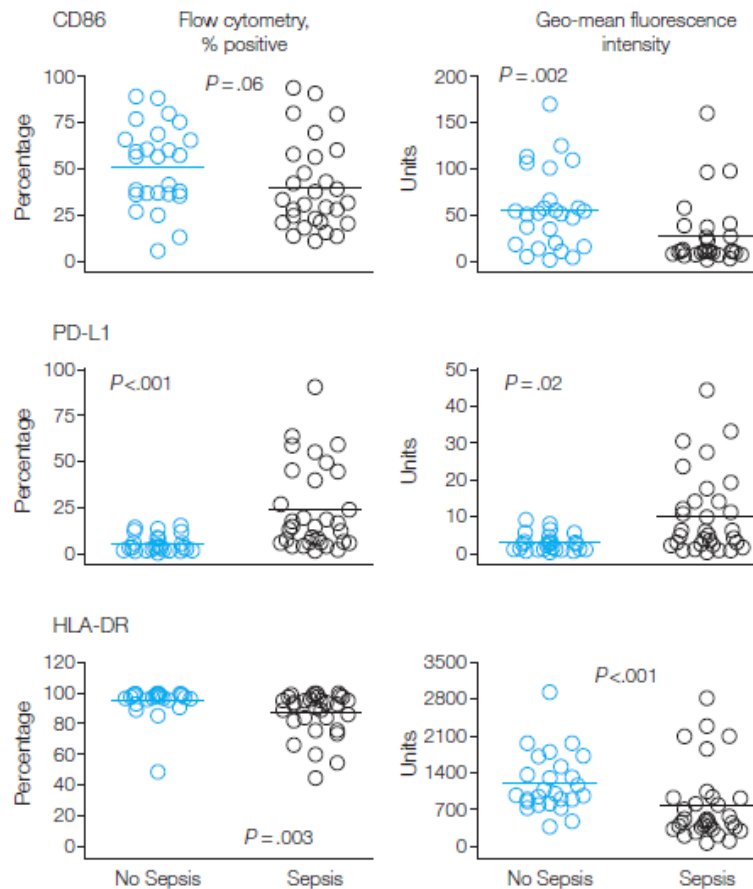 CD86
Flow cytometry,
% positive
Geo-mean fluorescence
intensity
Percentage
100
75
50
25
0
P = .06
Units
200
150
100
50
0
P = .002
PD-L1
Percentage
100
75
50
25
0
P<.001
Units
50
40
30
20
10
0
P = .02
HLA-DR
Percentage
120
100
80
60
40
20
0
P = .003
No Sepsis
Sepsis
Units
3500
2800
2100
1400
700
0
P<.001
No Sepsis
Sepsis